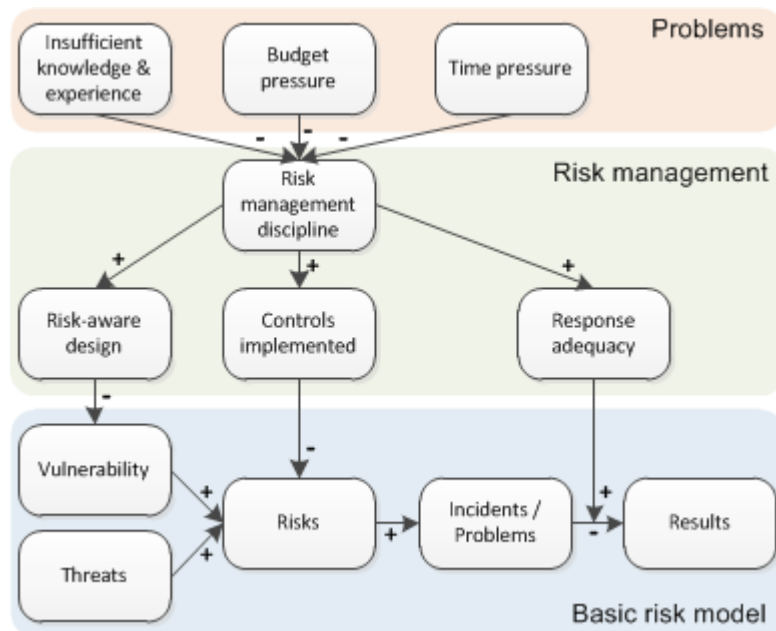 Problems
Insufficient
knowledge &
experience
Budget
pressure
Time pressure
-
-
-
Risk management
Risk
management
discipline
+
+
+
Risk-aware
design
Controls
implemented
Response
adequacy
-
-
Vulnerability
+
+
Risks
+
Incidents /
Problems
+
-
Results
Threats
Basic risk model